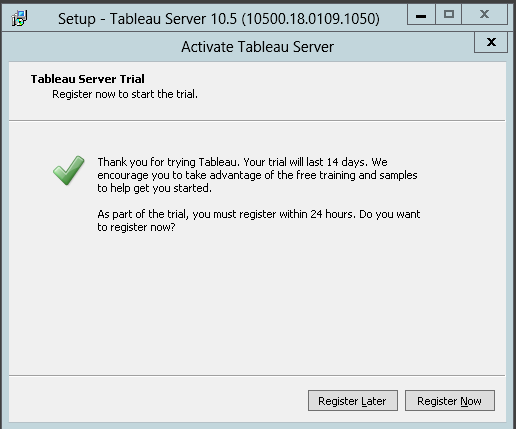 Setup - Tableau Server 10.5 (10500.18.0109.1050)
Activate Tableau Server
Tableau Server Trial
Register now to start the trial.
Thank you for trying Tableau. Your trial will last 14 days. We
encourage you to take advantage of the free training and samples
to help get you started.
As part of the trial, you must register within 24 hours. Do you want
to register now?
Register Later
Register Now